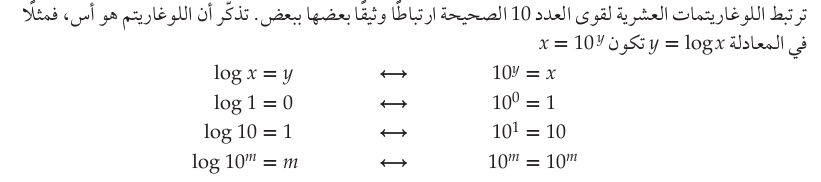 ترتبط اللوغاريتمات العشرية لقوى العدد 10 الصحيحة ارتباطًا وثيقًا بعضها ببعض. تذكّر أن اللوغاريتم هو أس، فمثلًا
في المعادلة y = log x تكون x = 10^y
log x = y ⟷ 10^y = x
log 1 = 0 ⟷ 10^0 = 1
log 10 = 1 ⟷ 10^1 = 10
log 10^m = m ⟷ 10^m = 10^m